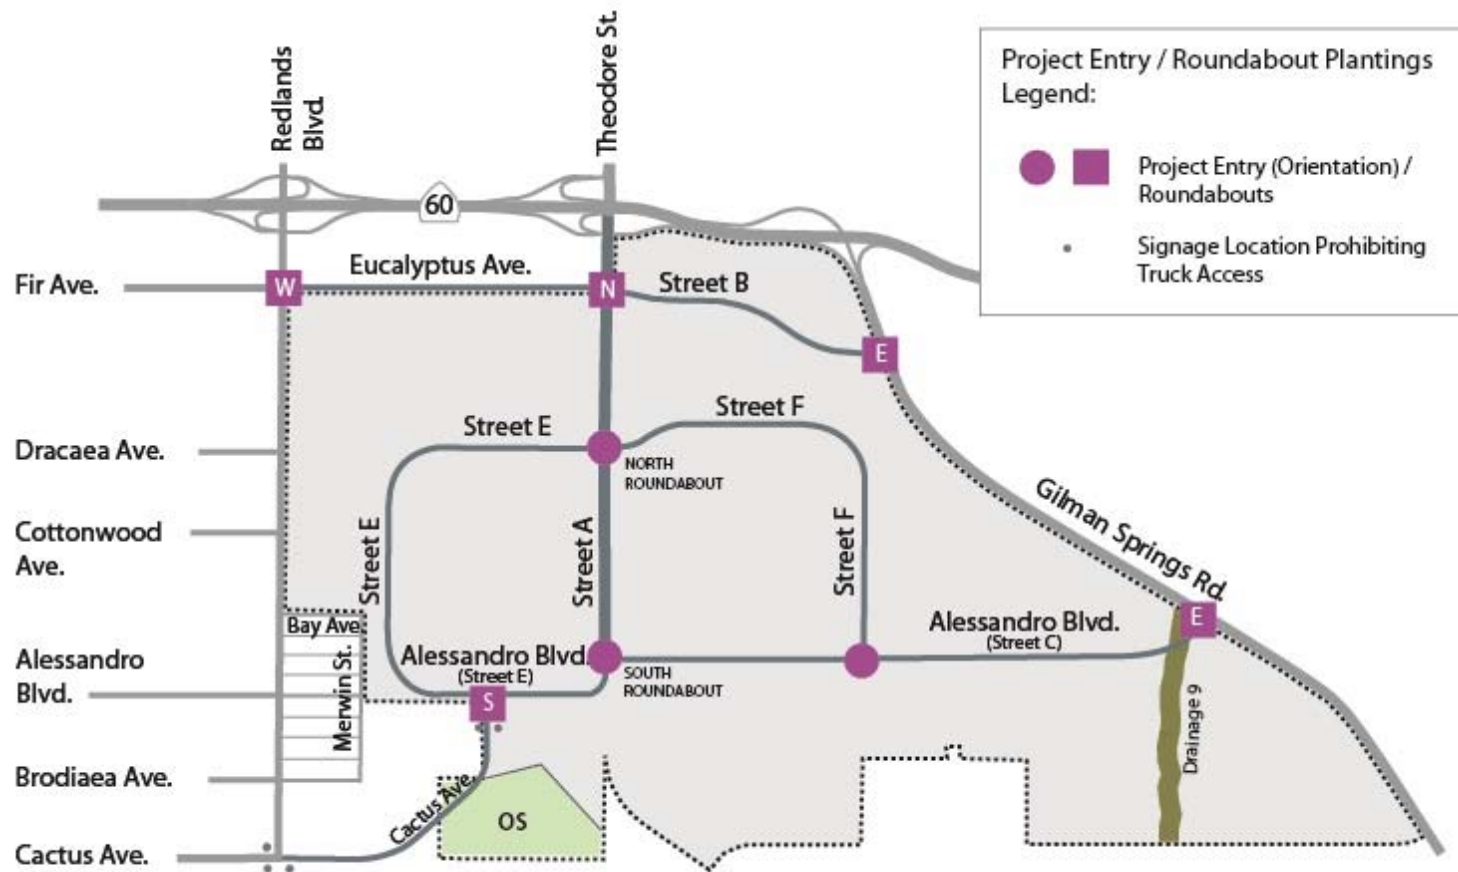 Redlands
Blvd.
Theodore St.
Project Entry / Roundabout Plantings
Legend:
Project Entry (Orientation) /
Roundabouts
Signage Location Prohibiting
Truck Access
60
Fir Ave.
W
Eucalyptus Ave.
N
Street B
E
Street E
Street F
Dracaea Ave.
NORTH
ROUNDABOUT
Cottonwood
Ave.
Street E
Street A
Street F
Gilman Springs Rd.
Bay Ave
Merwin St.
Alessandro
Blvd.
Alessandro Blvd.
(Street E)
S
SOUTH
ROUNDABOUT
Alessandro Blvd.
(Street C)
E
Drainage 9
Brodiaea Ave.
Cactus Ave.
OS
Cactus Ave.